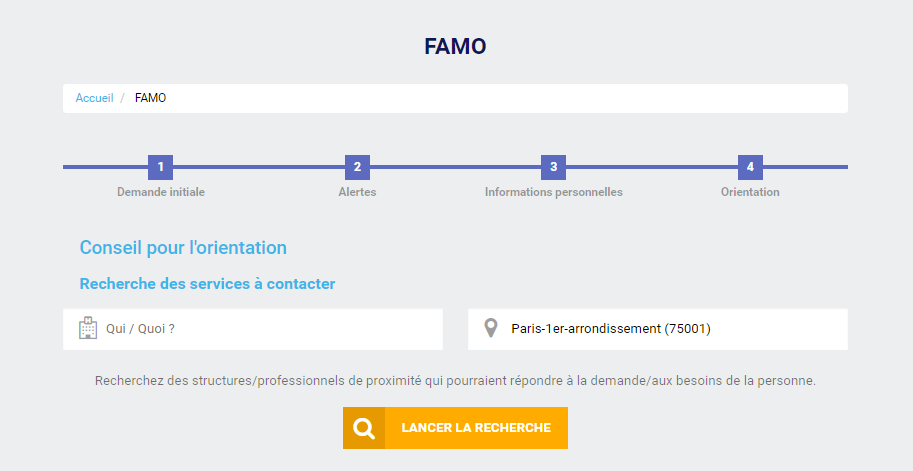 FAMO
Accueil / FAMO
1 2 3 4
Demande initiale Alertes Informations personnelles Orientation
Conseil pour l'orientation
Recherche des services à contacter
Qui / Quoi ? Paris-1er-arrondissement (75001)
Recherchez des structures/professionnels de proximité qui pourraient répondre à la demande/aux besoins de la personne.
LANCER LA RECHERCHE